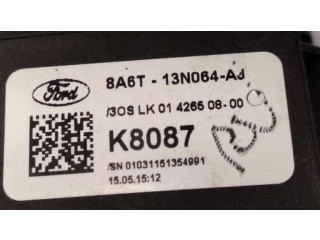 Ford
8A6T - 13N064-AJ
/3OS LK 01 4265 08- 00
K8087
/SN 01031151354991
15.05.15:12